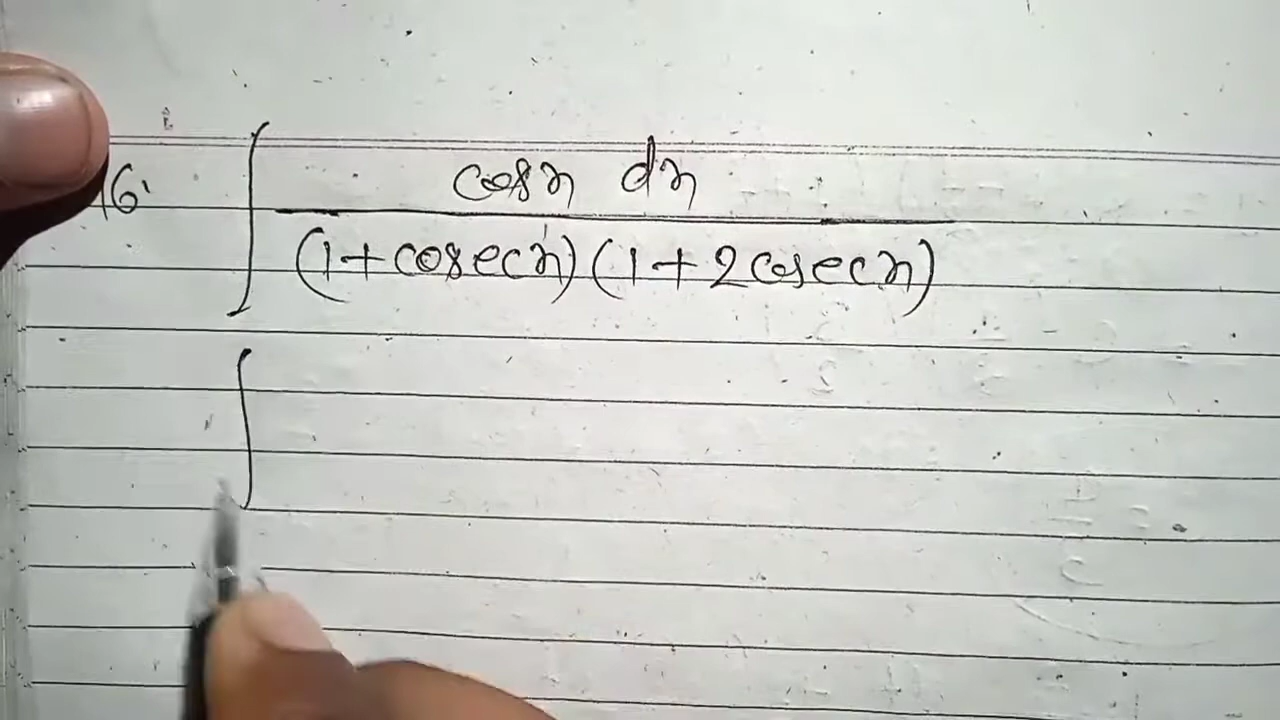 16. ∫ cosx dx / (1+cosecx)(1+2cosecx)
∫